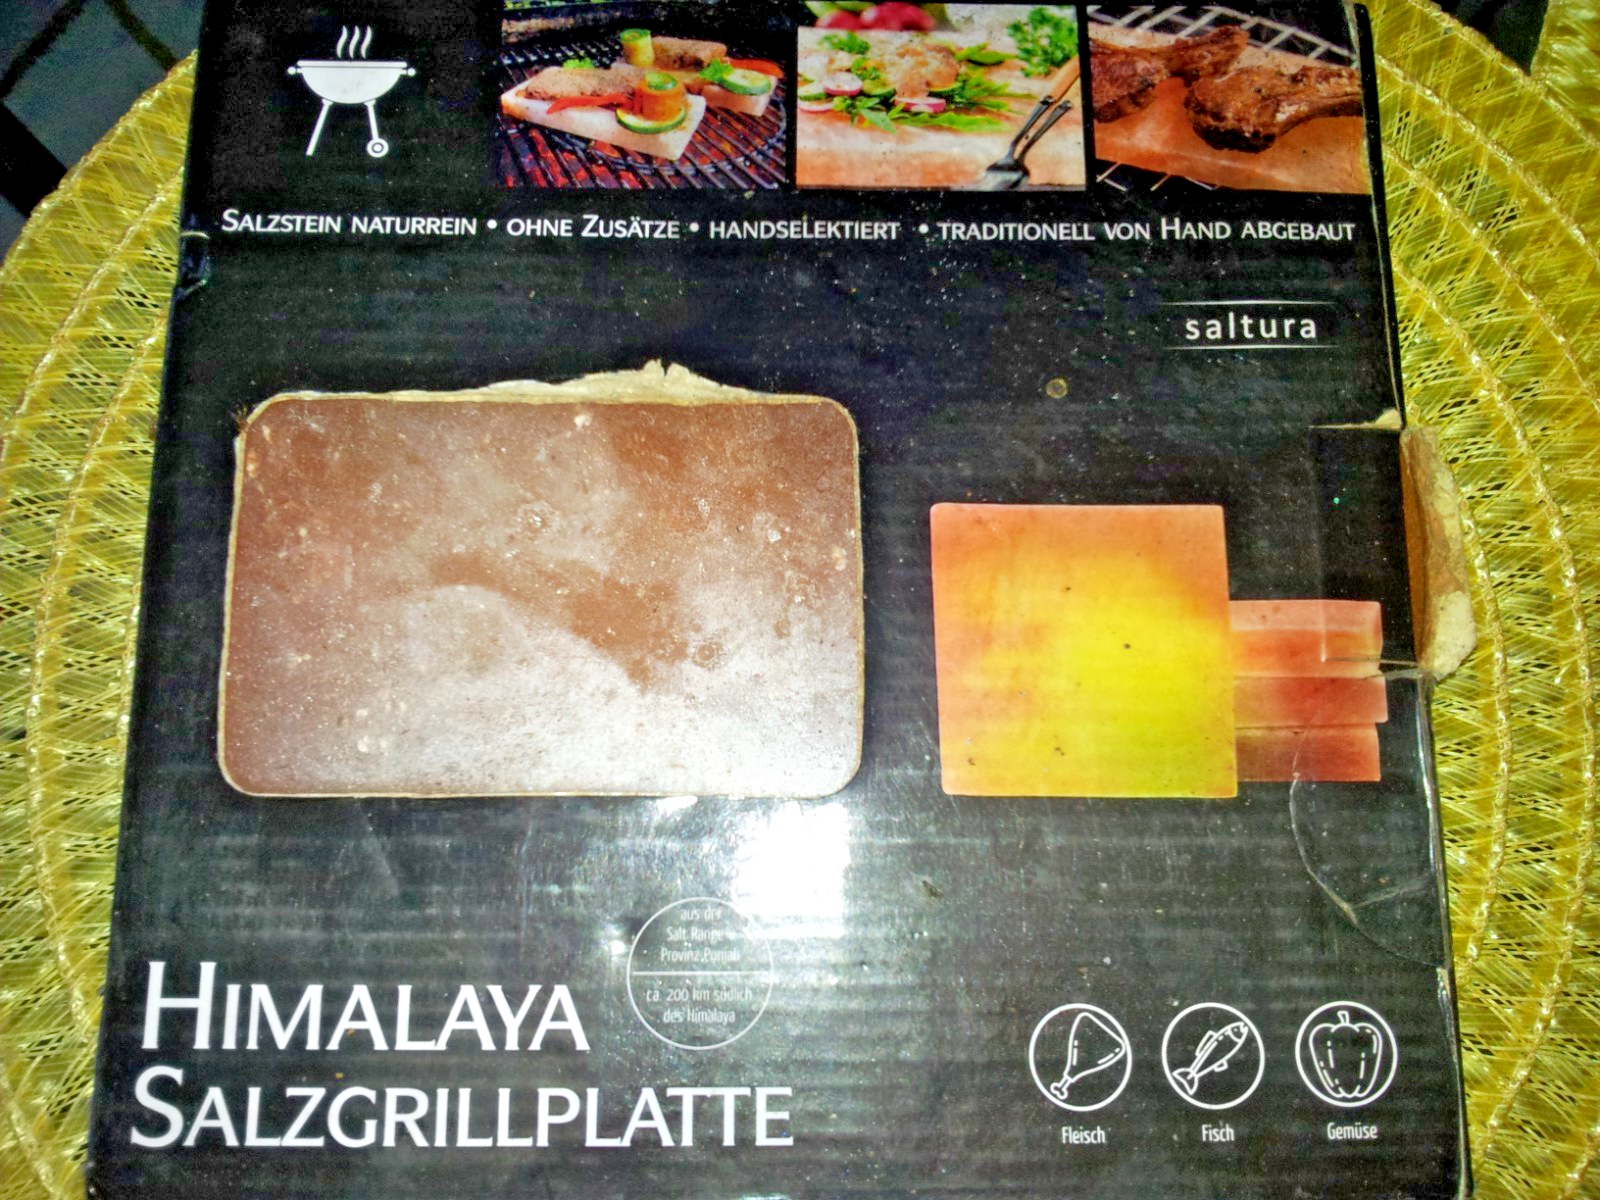 Salzstein naturrein • ohne Zusätze • handselektiert • traditionell von Hand abgebaut
saltura
aus der
Salt Range
Provinz Punjab
ca. 200 km südlich
des Himalaya
Himalaya
Salzgrillplatte
Fleisch
Fisch
Gemüse